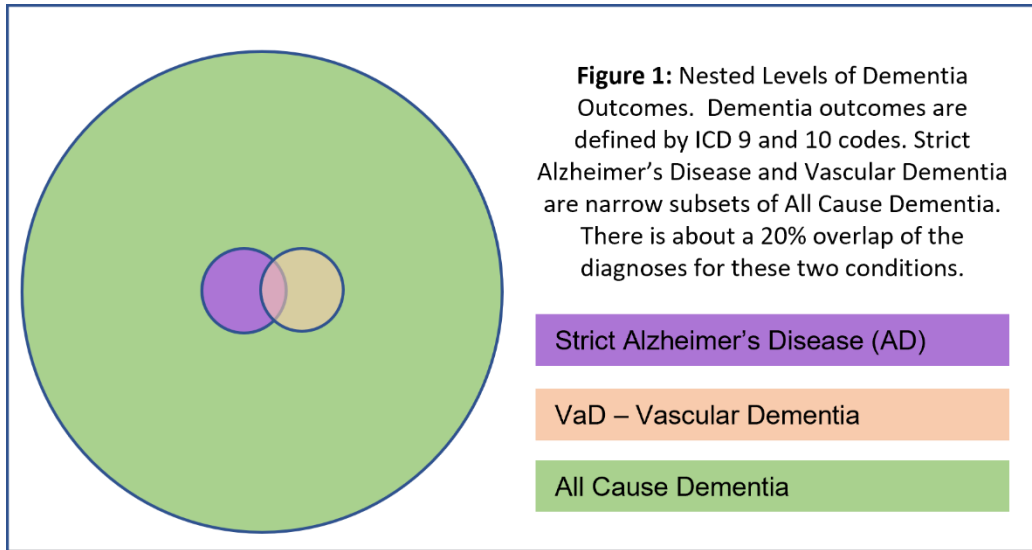 Figure 1: Nested Levels of Dementia
Outcomes.  Dementia outcomes are
defined by ICD 9 and 10 codes. Strict
Alzheimer’s Disease and Vascular Dementia
are narrow subsets of All Cause Dementia.
There is about a 20% overlap of the
diagnoses for these two conditions.
Strict Alzheimer’s Disease (AD)
VaD – Vascular Dementia
All Cause Dementia